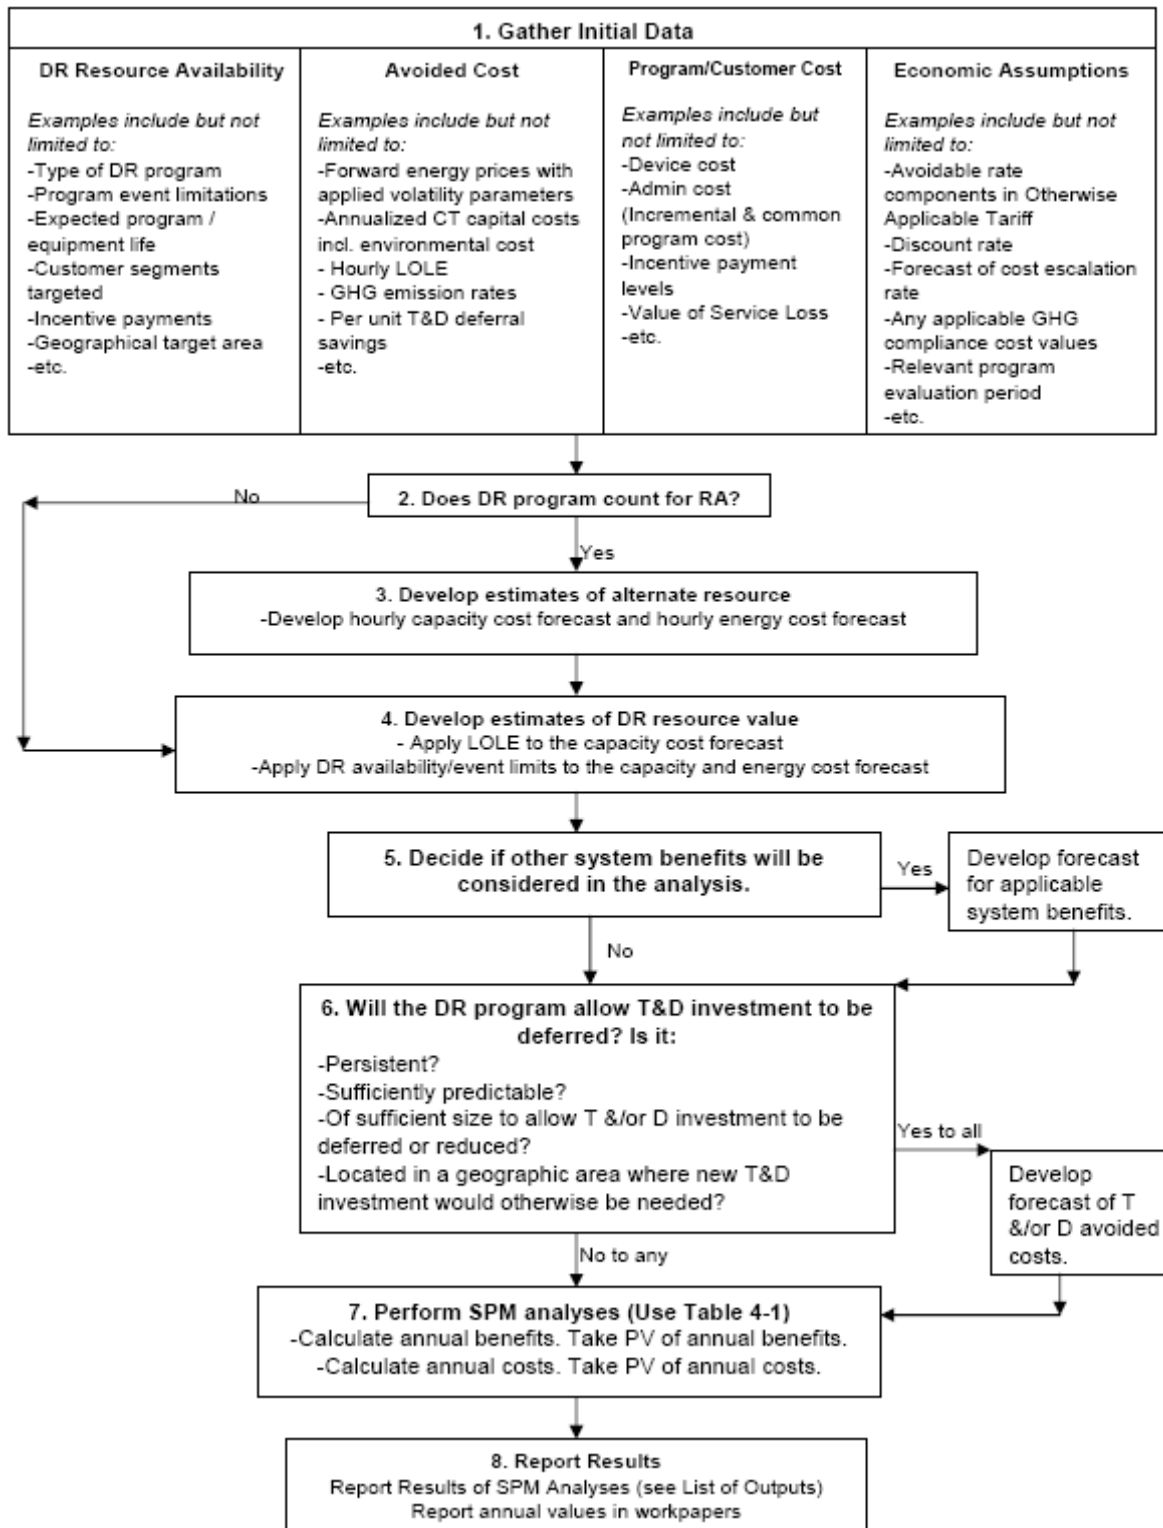 1. Gather Initial Data
DR Resource Availability
Examples include but not
limited to:
-Type of DR program
-Program event limitations
-Expected program /
equipment life
-Customer segments
targeted
-Incentive payments
-Geographical target area
-etc.
Avoided Cost
Examples include but not
limited to:
-Forward energy prices with
applied volatility parameters
-Annualized CT capital costs
incl. environmental cost
- Hourly LOLE
- GHG emission rates
- Per unit T&D deferral
savings
-etc.
Program/Customer Cost
Examples include but
not limited to:
-Device cost
-Admin cost
(Incremental & common
program cost)
-Incentive payment
levels
-Value of Service Loss
-etc.
Economic Assumptions
Examples include but not
limited to:
-Avoidable rate
components in Otherwise
Applicable Tariff
-Discount rate
-Forecast of cost escalation
rate
-Any applicable GHG
compliance cost values
-Relevant program
evaluation period
-etc.
No
2. Does DR program count for RA?
Yes
3. Develop estimates of alternate resource
-Develop hourly capacity cost forecast and hourly energy cost forecast
4. Develop estimates of DR resource value
- Apply LOLE to the capacity cost forecast
-Apply DR availability/event limits to the capacity and energy cost forecast
5. Decide if other system benefits will be
considered in the analysis.
Yes
Develop forecast
for applicable
system benefits.
No
6. Will the DR program allow T&D investment to be
deferred? Is it:
-Persistent?
-Sufficiently predictable?
-Of sufficient size to allow T &/or D investment to be
deferred or reduced?
-Located in a geographic area where new T&D
investment would otherwise be needed?
Yes to all
Develop
forecast of T
&/or D avoided
costs.
No to any
7. Perform SPM analyses (Use Table 4-1)
-Calculate annual benefits. Take PV of annual benefits.
-Calculate annual costs. Take PV of annual costs.
8. Report Results
Report Results of SPM Analyses (see List of Outputs)
Report annual values in workpapers